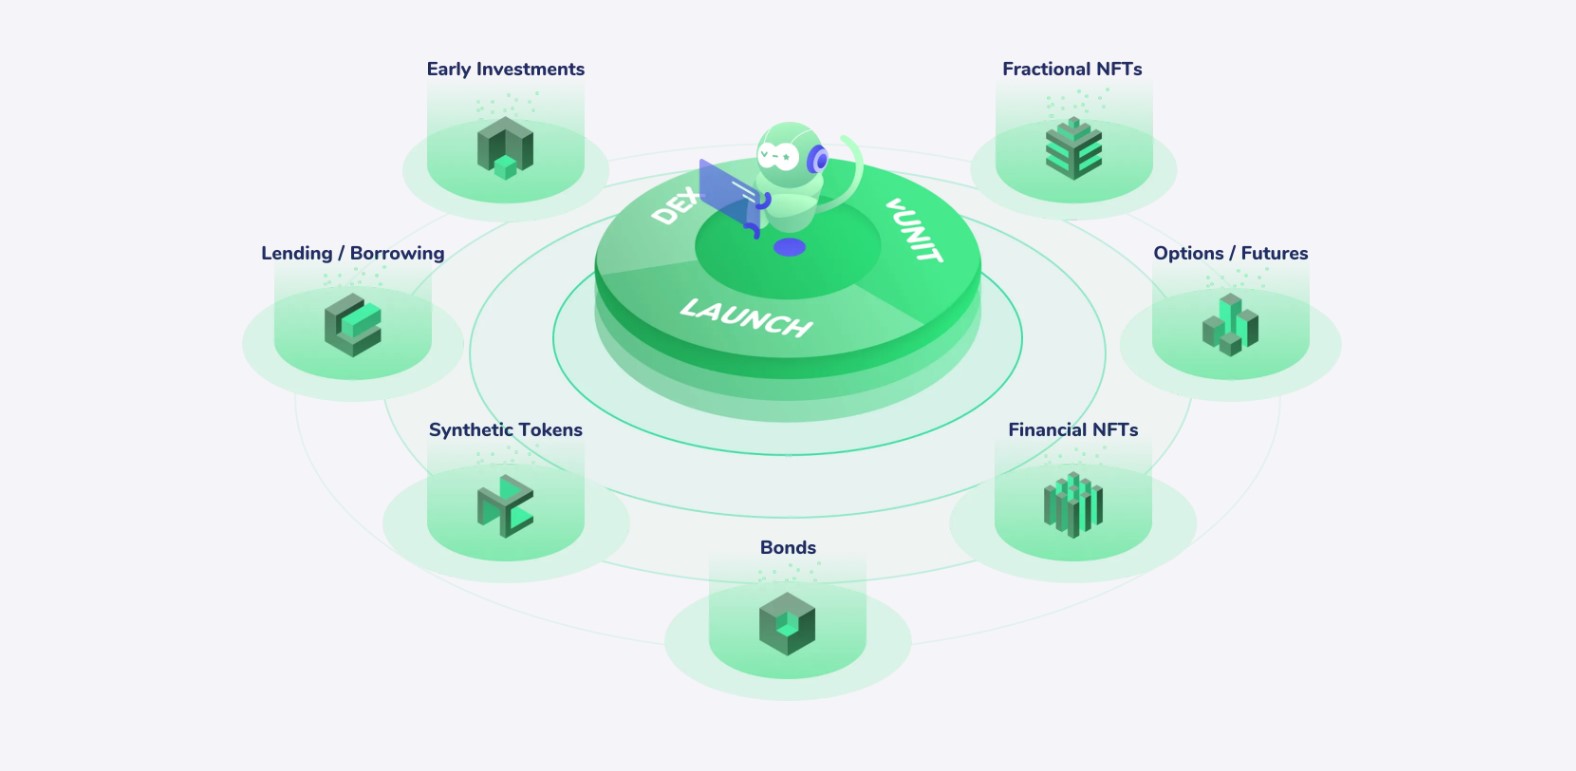 Early Investments
Fractional NFTs
DEX
vUNIT
LAUNCH
Lending / Borrowing
Options / Futures
Synthetic Tokens
Financial NFTs
Bonds